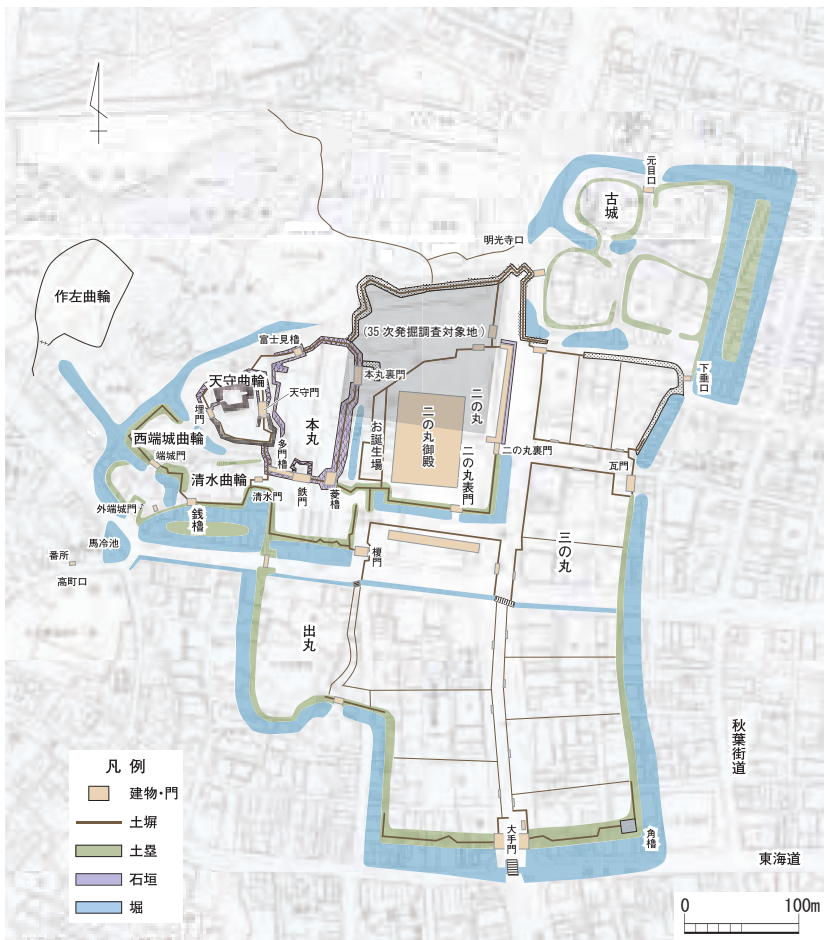 元目口
古城
明光寺口
作左曲輪
(35次発掘調査対象地)
富士見櫓
天守曲輪
本丸裏門
下垂口
天守門
埋門
二の丸
二の丸御殿
本丸
お誕生場
西端城曲輪
多門櫓
端城門
二の丸裏門
二の丸表門
瓦門
清水曲輪
清水門
鉄門
菱櫓
外端城門
銭櫓
馬冷池
榎門
三の丸
番所
高町口
出丸
秋葉街道
大手門
角櫓
東海道
凡例
建物・門
土塀
土塁
石垣
堀
0 100m